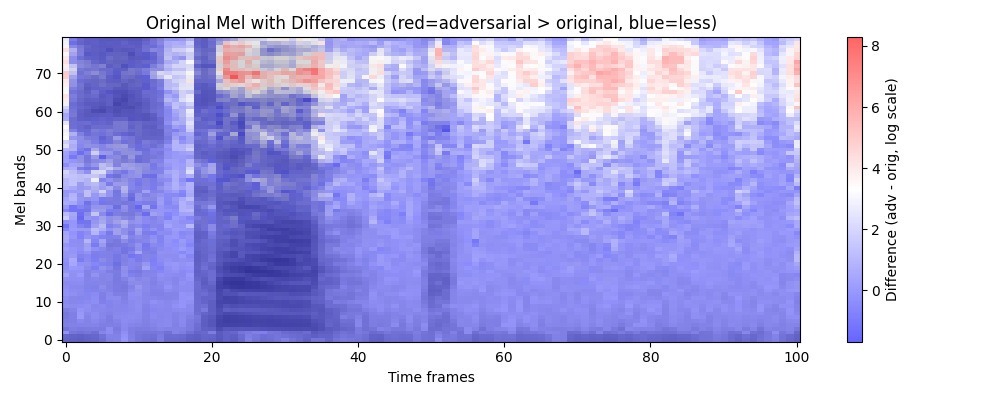 Original Mel with Differences (red=adversarial > original, blue=less)
Mel bands
70
60
50
40
30
20
10
0
0 20 40 60 80 100
Time frames
8
6
4
2
0
Difference (adv - orig, log scale)